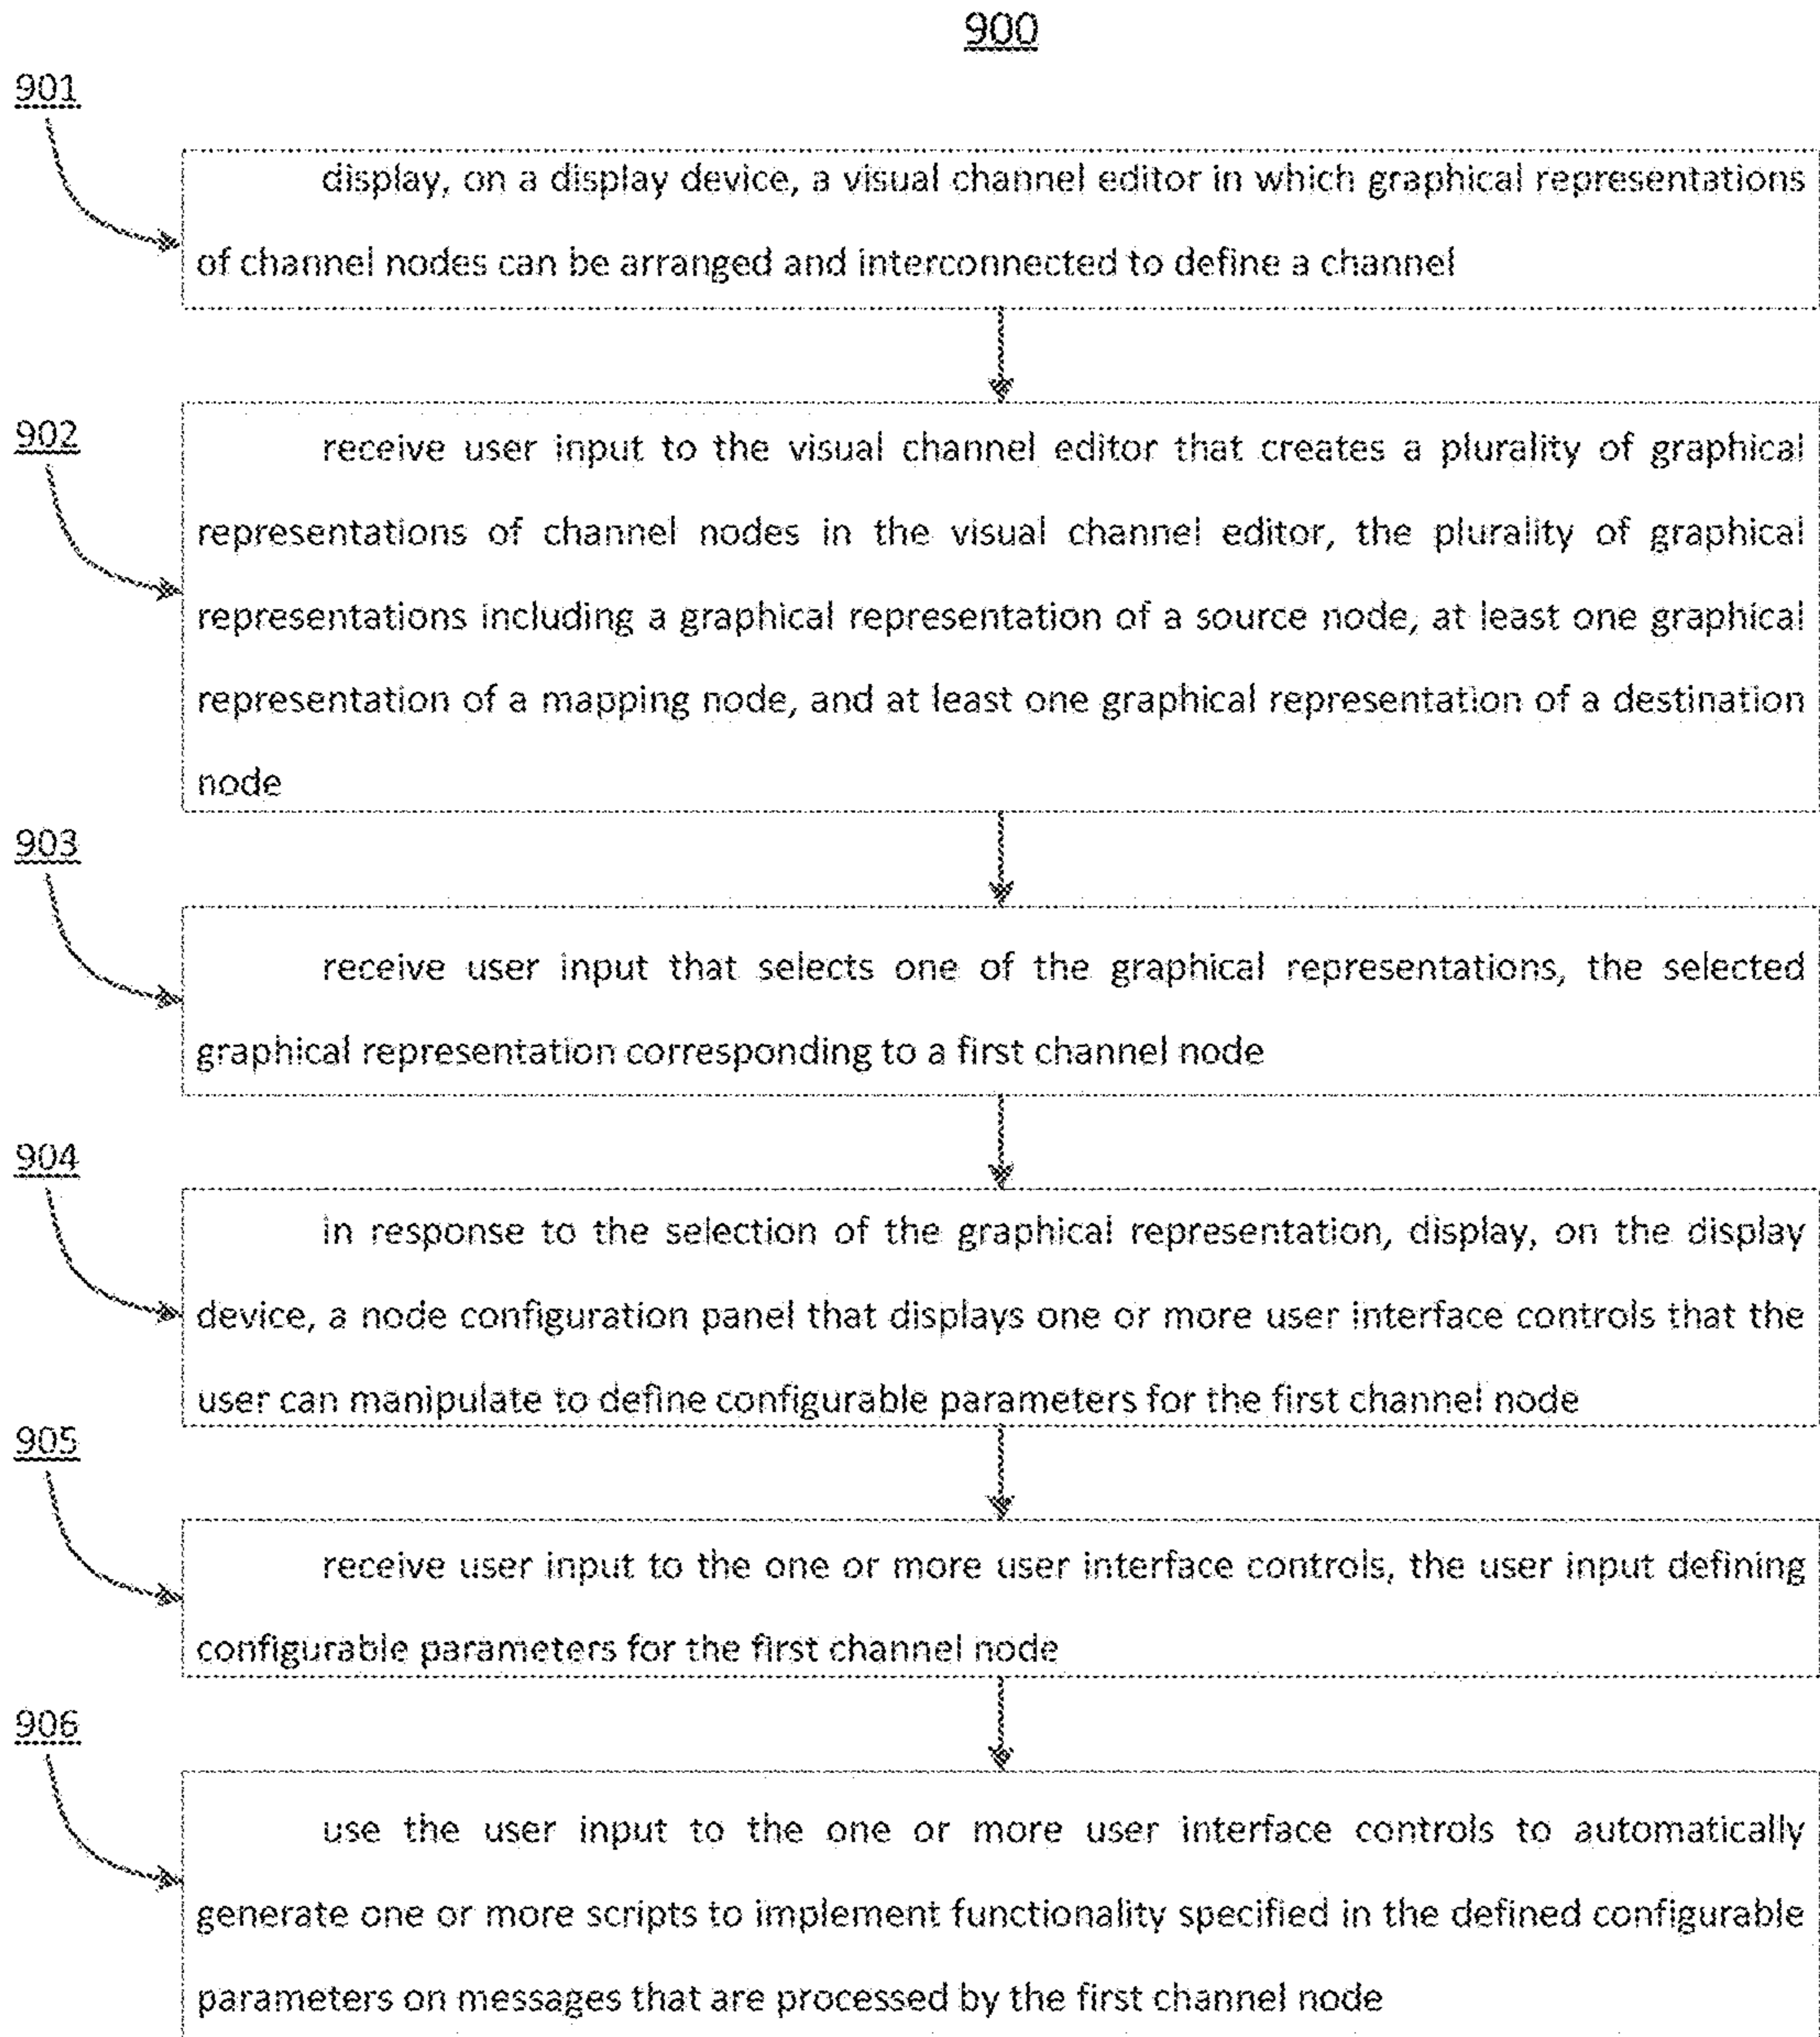 900
901
display, on a display device, a visual channel editor in which graphical representations
of channel nodes can be arranged and interconnected to define a channel
902
receive user input to the visual channel editor that creates a plurality of graphical
representations of channel nodes in the visual channel editor, the plurality of graphical
representations including a graphical representation of a source node, at least one graphical
representation of a mapping node, and at least one graphical representation of a destination
node
903
receive user input that selects one of the graphical representations, the selected
graphical representation corresponding to a first channel node
904
in response to the selection of the graphical representation, display, on the display
device, a node configuration panel that displays one or more user interface controls that the
user can manipulate to define configurable parameters for the first channel node
905
receive user input to the one or more user interface controls, the user input defining
configurable parameters for the first channel node
906
use the user input to the one or more user interface controls to automatically
generate one or more scripts to implement functionality specified in the defined configurable
parameters on messages that are processed by the first channel node